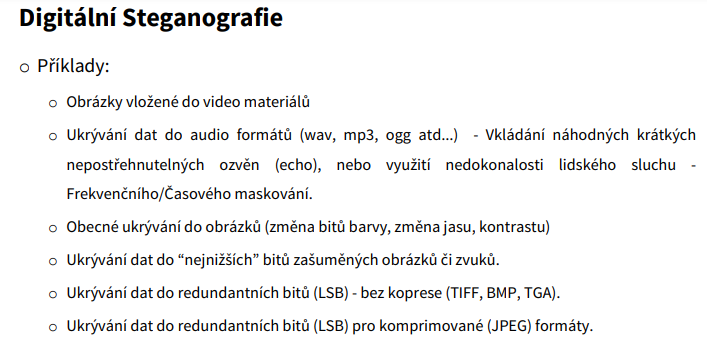 Digitální Steganografie
o Příklady:
o Obrázky vložené do video materiálů
o Ukrývání dat do audio formátů (wav, mp3, ogg atd...) - Vkládání náhodných krátkých
nepostřehnutelných ozvěn (echo), nebo využití nedokonalosti lidského sluchu -
Frekvenčního/Časového maskování.
o Obecné ukrývání do obrázků (změna bitů barvy, změna jasu, kontrastu)
o Ukrývání dat do “nejnižších” bitů zašuměných obrázků či zvuků.
o Ukrývání dat do redundantních bitů (LSB) - bez koprese (TIFF, BMP, TGA).
o Ukrývání dat do redundantních bitů (LSB) pro komprimované (JPEG) formáty.